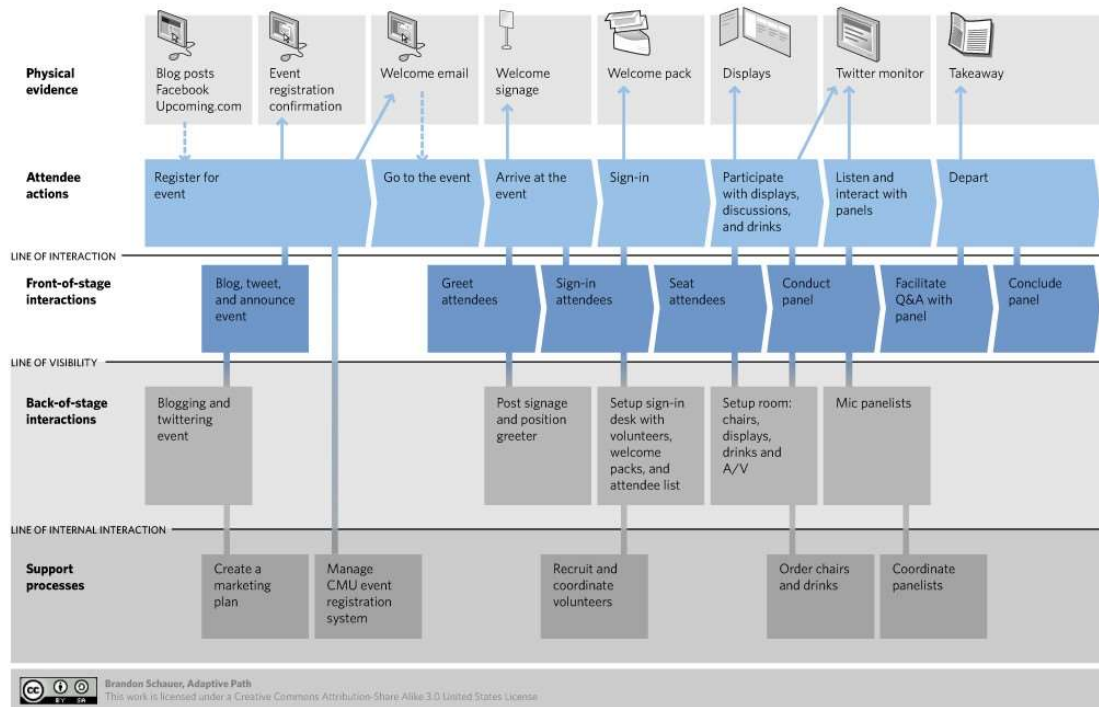 Physical
evidence
Blog posts
Facebook
Upcoming.com
Event
registration
confirmation
Welcome email
Welcome
signage
Welcome pack
Displays
Twitter monitor
Takeaway
Attendee
actions
Register for
event
Go to the event
Arrive at the
event
Sign-in
Participate
with displays,
discussions,
and drinks
Listen and
interact with
panels
Depart
LINE OF INTERACTION
Front-of-stage
interactions
Blog, tweet,
and announce
event
Greet
attendees
Sign-in
attendees
Seat
attendees
Conduct
panel
Facilitate
Q&A with
panel
Conclude
panel
LINE OF VISIBILITY
Back-of-stage
interactions
Blogging and
twittering
event
Post signage
and position
greeter
Setup sign-in
desk with
volunteers,
welcome
packs, and
attendee list
Setup room:
chairs,
displays,
drinks and
A/V
Mic panelists
LINE OF INTERNAL INTERACTION
Support
processes
Create a
marketing
plan
Manage
CMU event
registration
system
Recruit and
coordinate
volunteers
Order chairs
and drinks
Coordinate
panelists
cc
BY SA
Brandon Schauer, Adaptive Path
This work is licensed under a Creative Commons Attribution-Share Alike 3.0 United States License